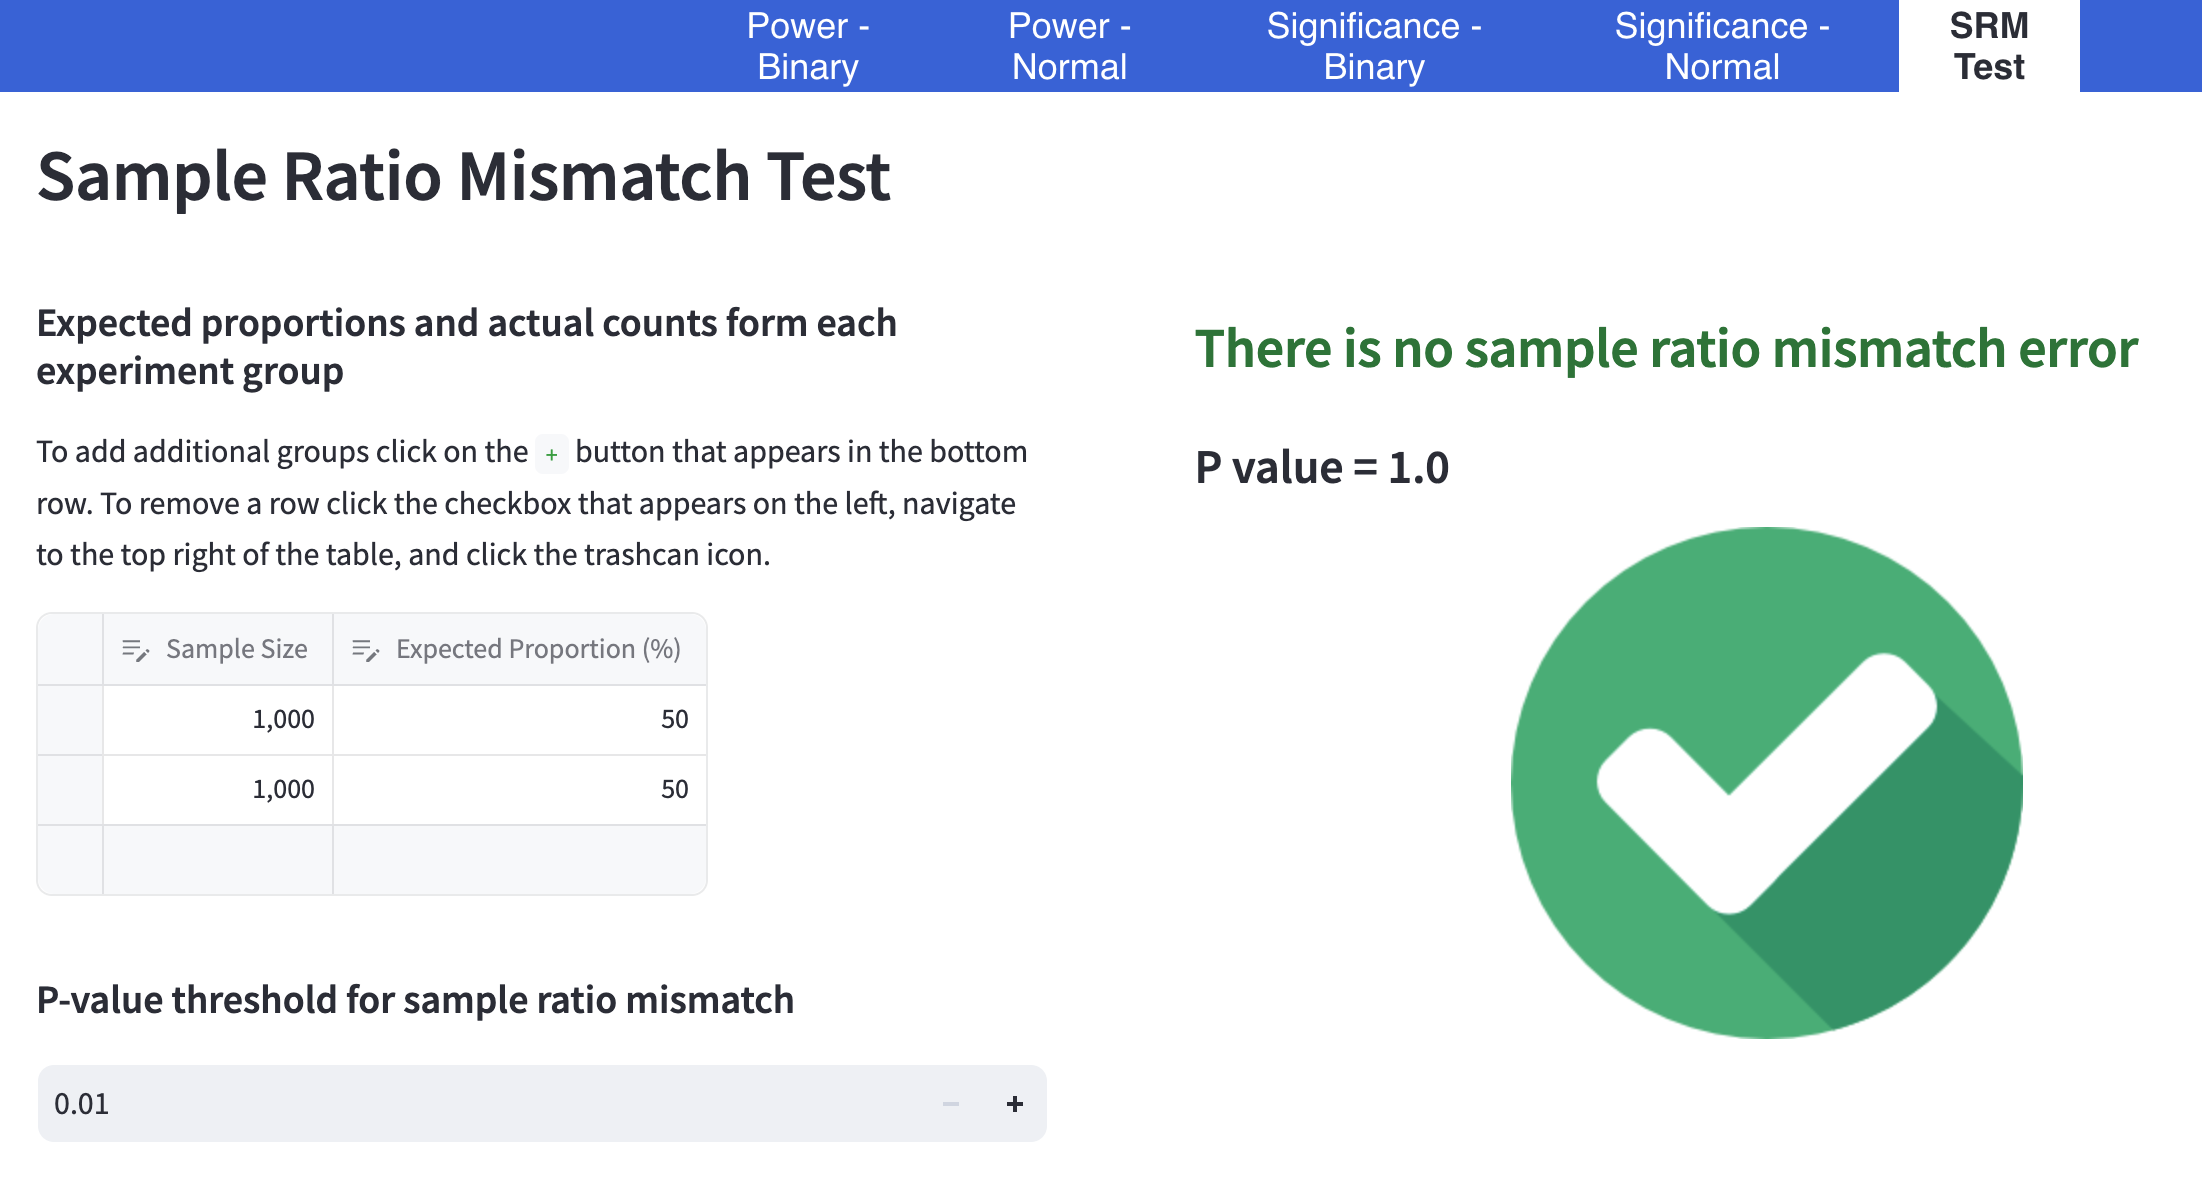 Power -
Binary
Power -
Normal
Significance -
Binary
Significance -
Normal
SRM
Test
Sample Ratio Mismatch Test
Expected proportions and actual counts form each
experiment group
To add additional groups click on the + button that appears in the bottom
row. To remove a row click the checkbox that appears on the left, navigate
to the top right of the table, and click the trashcan icon.
Sample Size Expected Proportion (%)
1,000 50
1,000 50
P-value threshold for sample ratio mismatch
0.01 − +
There is no sample ratio mismatch error
P value = 1.0